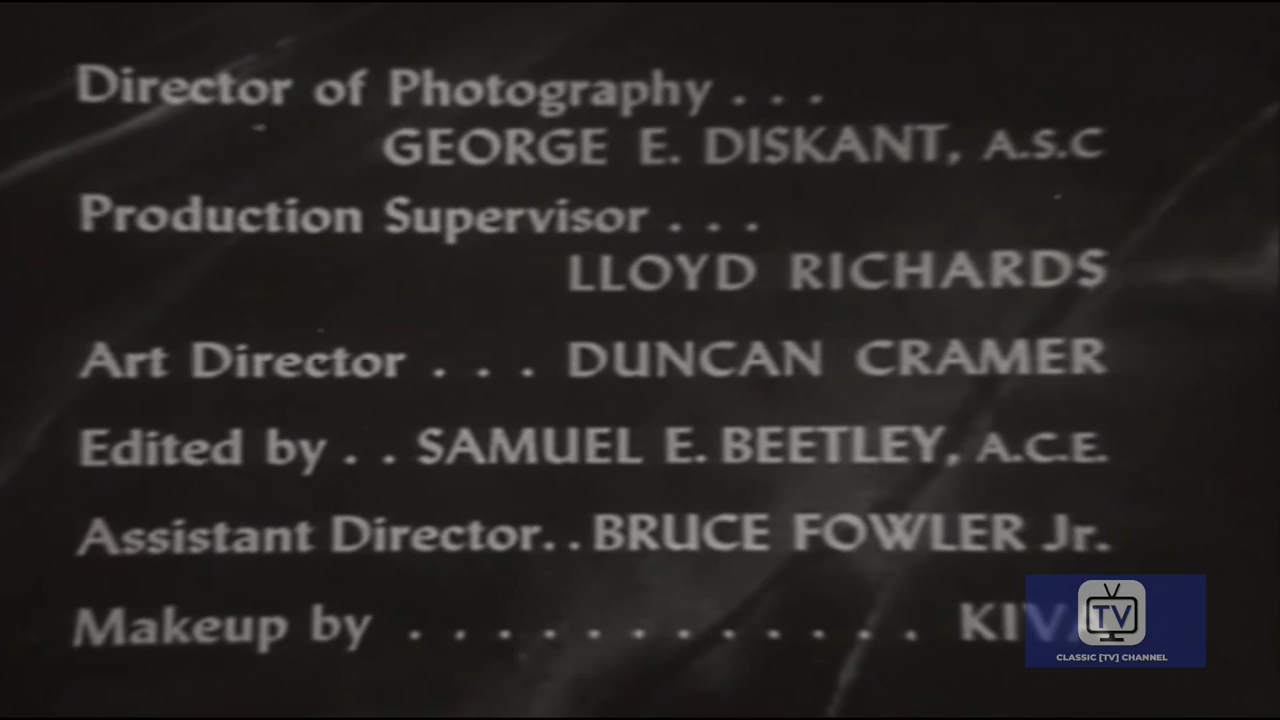 Director of Photography . . .
GEORGE E. DISKANT, A.S.C
Production Supervisor . . .
LLOYD RICHARDS
Art Director . . . DUNCAN CRAMER
Edited by . . SAMUEL E. BEETLEY, A.C.E.
Assistant Director. . BRUCE FOWLER Jr.
Makeup by . . . . . . . . . . . .
TV
CLASSIC [TV] CHANNEL